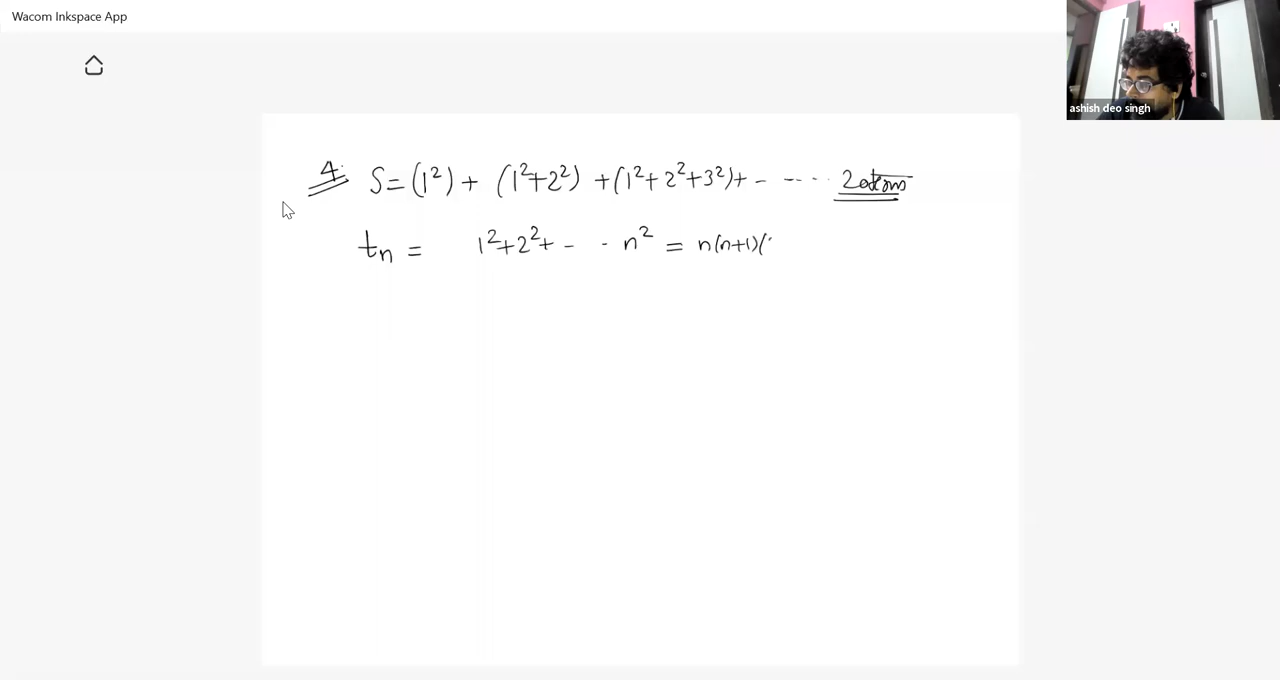 Wacom Inkspace App
ashish deo singh
4. S = (1²) + (1²+2²) + (1²+2²+3²) + - ---- 20 terms
tn = 1²+2²+ - - n² = n(n+1)(